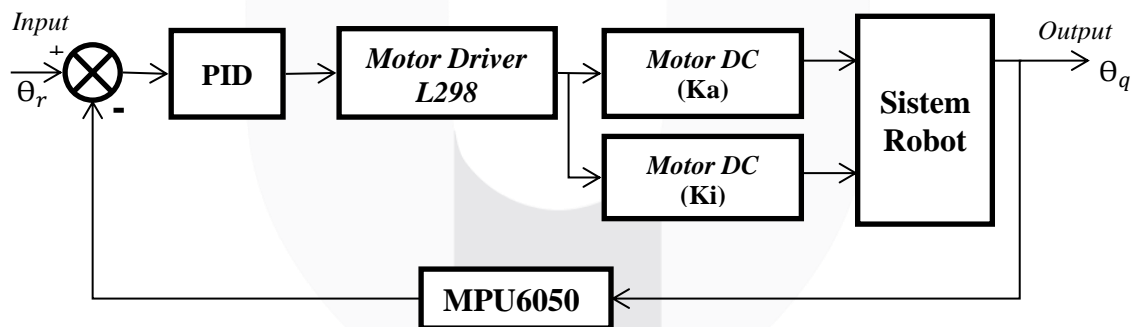 Input
+
θr
-
PID
Motor Driver
L298
Motor DC
(Ka)
Motor DC
(Ki)
Sistem
Robot
Output
θq
MPU6050